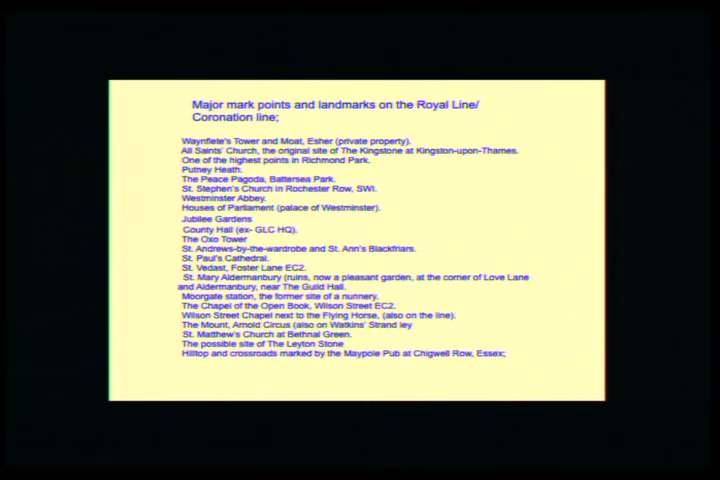 Major mark points and landmarks on the Royal Line/
Coronation line;
Waynflete's Tower and Moat, Esher (private property).
All Saints' Church, the original site of The Kingstone at Kingston-upon-Thames.
One of the highest points in Richmond Park.
Putney Heath.
The Peace Pagoda, Battersea Park.
St. Stephen's Church in Rochester Row, SWI.
Westminster Abbey.
Houses of Parliament (palace of Westminster).
Jubilee Gardens
County Hall (ex- GLC HQ).
The Oxo Tower
St. Andrews-by-the-wardrobe and St. Ann's Blackfriars.
St. Paul's Cathedral.
St. Vedast, Foster Lane EC2.
St. Mary Aldermanbury (ruins, now a pleasant garden, at the corner of Love Lane
and Aldermanbury, near The Guild Hall.
Moorgate station, the former site of a nunnery.
The Chapel of the Open Book, Wilson Street EC2.
Wilson Street Chapel next to the Flying Horse, (also on the line).
The Mount, Arnold Circus (also on Watkins' Strand ley
St. Matthew's Church at Bethnal Green.
The possible site of The Leyton Stone
Hilltop and crossroads marked by the Maypole Pub at Chigwell Row, Essex;